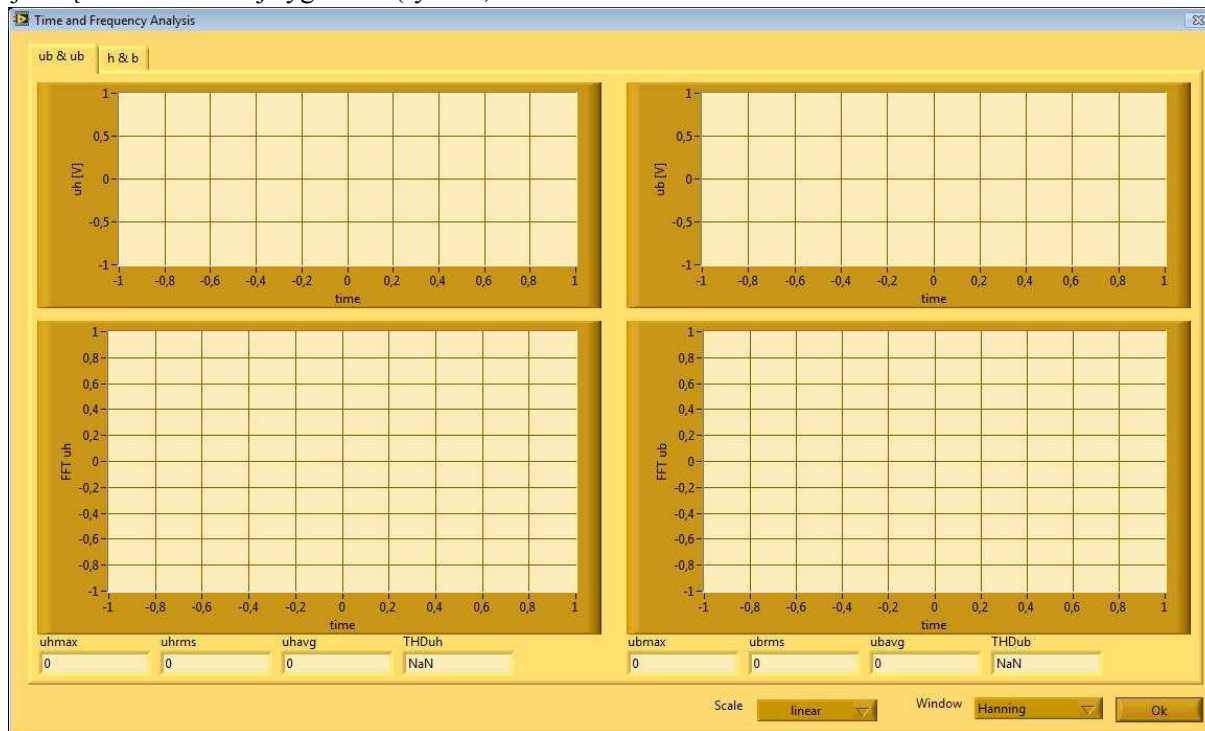 Time and Frequency Analysis
ub & ub
h & b
uh [V]
1
0,5
0
-0,5
-1
-1 -0,8 -0,6 -0,4 -0,2 0 0,2 0,4 0,6 0,8 1
time
ub [V]
1
0,5
0
-0,5
-1
-1 -0,8 -0,6 -0,4 -0,2 0 0,2 0,4 0,6 0,8 1
time
FFT uh
1
0,8
0,6
0,4
0,2
0
-0,2
-0,4
-0,6
-0,8
-1
-1 -0,8 -0,6 -0,4 -0,2 0 0,2 0,4 0,6 0,8 1
time
FFT ub
1
0,8
0,6
0,4
0,2
0
-0,2
-0,4
-0,6
-0,8
-1
-1 -0,8 -0,6 -0,4 -0,2 0 0,2 0,4 0,6 0,8 1
time
uhmax uhrms uhavg THDuh
0 0 0 NaN
ubmax ubrms ubavg THDub
0 0 0 NaN
Scale linear Window Hanning Ok